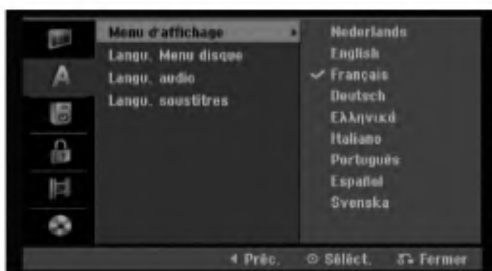 A
Menu d'affichage
Langu. Menu disque
Langu. audio
Langu. soustitres
Nederlands
English
Français
Deutsch
Ελληνικά
Italiano
Português
Español
Svenska
Préc.
Séléct.
Fermer